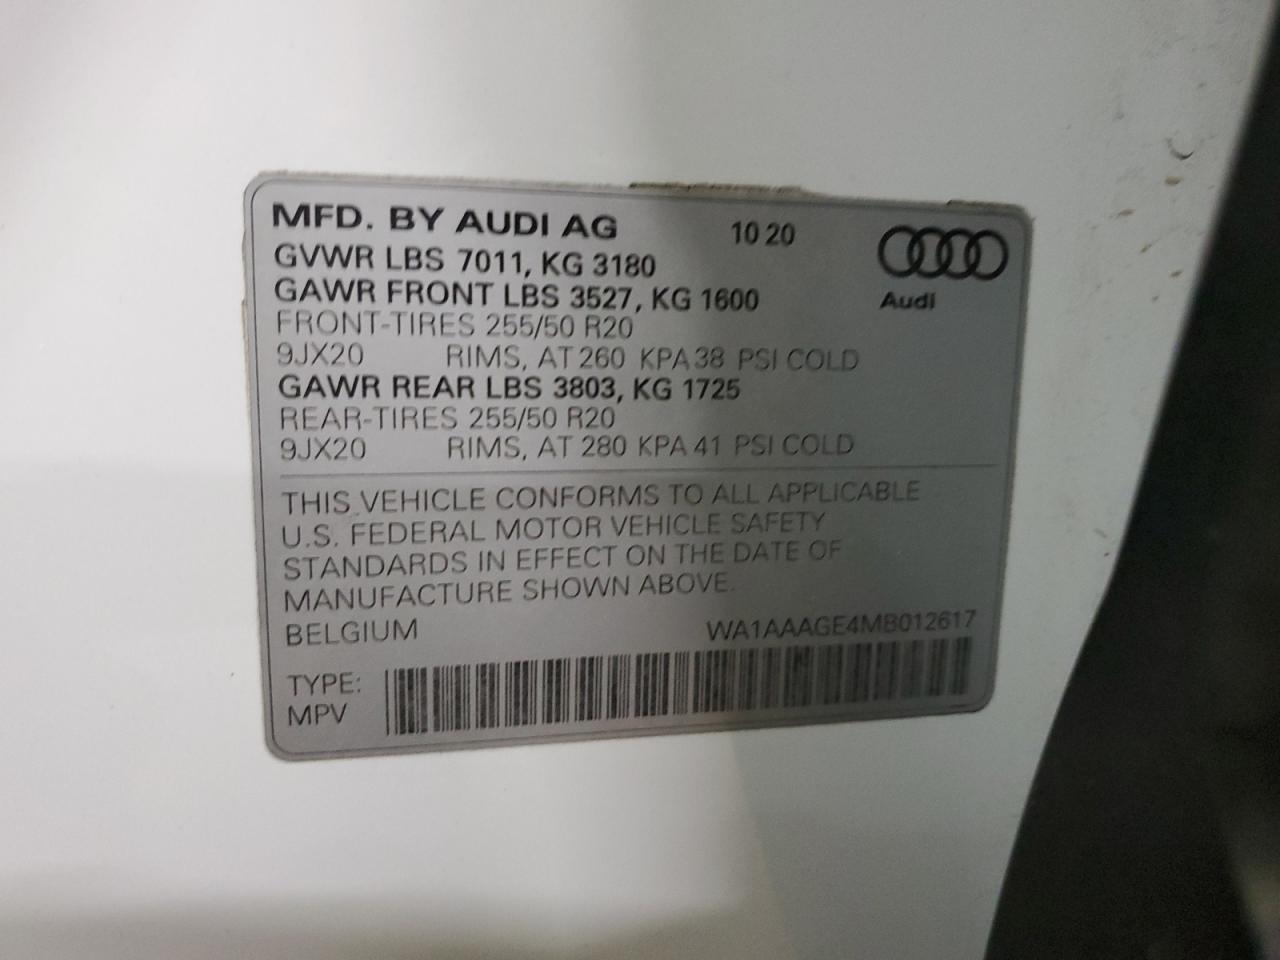 MFD. BY AUDI AG 10 20
GVWR LBS 7011, KG 3180
GAWR FRONT LBS 3527, KG 1600
Audi
FRONT-TIRES 255/50 R20
9JX20 RIMS, AT 260 KPA 38 PSI COLD
GAWR REAR LBS 3803, KG 1725
REAR-TIRES 255/50 R20
9JX20 RIMS, AT 280 KPA 41 PSI COLD
THIS VEHICLE CONFORMS TO ALL APPLICABLE
U.S. FEDERAL MOTOR VEHICLE SAFETY
STANDARDS IN EFFECT ON THE DATE OF
MANUFACTURE SHOWN ABOVE.
BELGIUM WA1AAAGE4MB012617
TYPE:
MPV